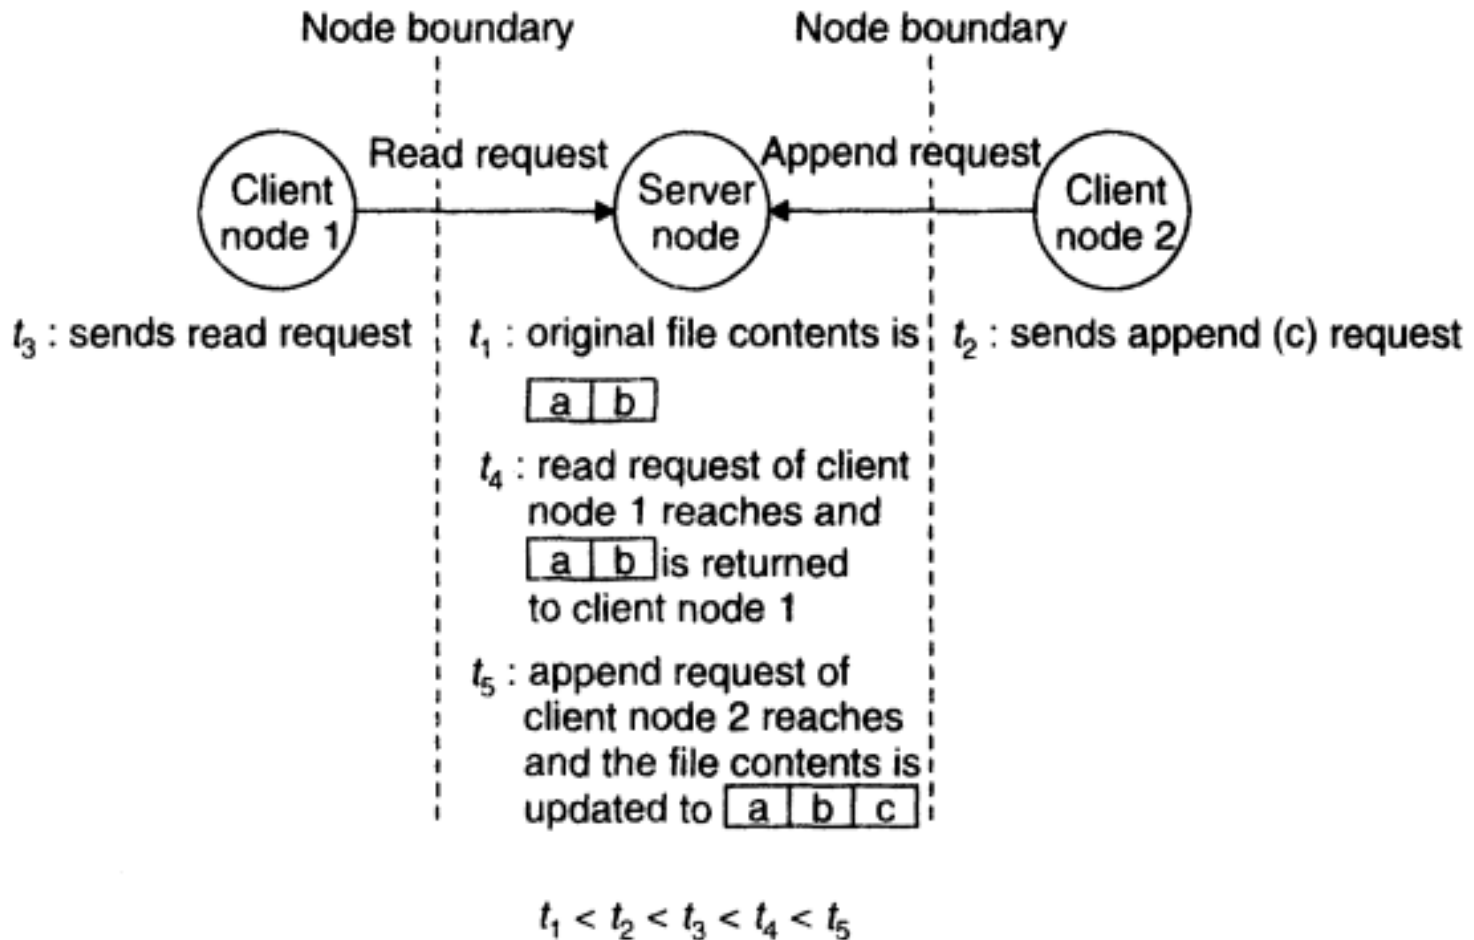 Node boundary
Node boundary
Read request
Append request
Client
node 1
Server
node
Client
node 2
t3 : sends read request
t1 : original file contents is
a b
t4 : read request of client
node 1 reaches and
a b is returned
to client node 1
t5 : append request of
client node 2 reaches
and the file contents is
updated to a b c
t2 : sends append (c) request
t1 < t2 < t3 < t4 < t5